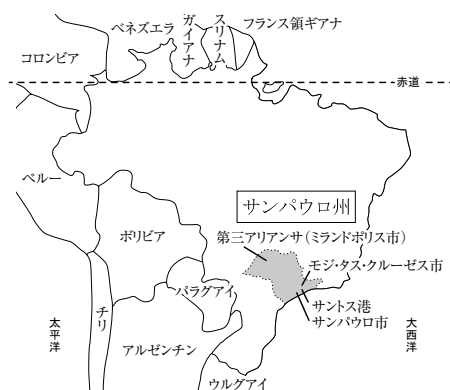 ベネズエラ
ガイアナ
スリナム
フランス領ギアナ
コロンビア
赤道
ペルー
サンパウロ州
第三アリアンサ(ミランドポリス市)
ボリビア
モジ・タス・クルーゼス市
パラグアイ
サントス港
サンパウロ市
太平洋
チリ
大西洋
アルゼンチン
ウルグアイ